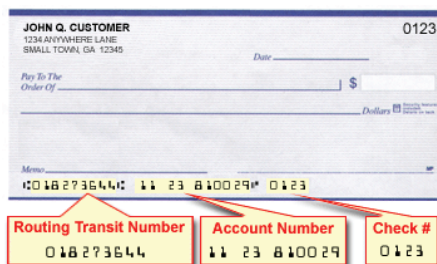 JOHN Q. CUSTOMER 0123
1234 ANYWHERE LANE
SMALL TOWN, GA 12345
Date
Pay To The
Order Of $
Dollars
Memo MP
⑆018273644⑆ 11 23 810029⑈ 0123
Routing Transit Number Account Number Check #
018273644 11 23 810029 0123